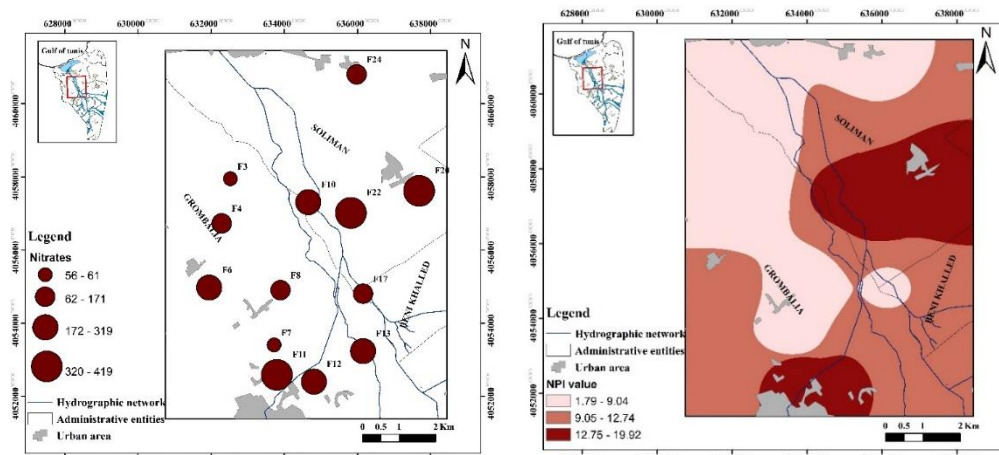 628000 630000 632000 634000 636000 638000
Gulf of tunis
N
F24
4060000
SOLIMAN
F3
F20
4058000
F10
F22
F4
GROMBALIA
Legend
Nitrates
56 - 61
62 - 171
172 - 319
320 - 419
4056000
F6
F8
F17
BENI KHALLED
4054000
F7
F13
F11
F12
4052000
Hydrographic network
Administrative entities
Urban area
0 0.5 1 2 Km
628000 630000 632000 634000 636000 638000
Gulf of tunis
N
4060000
SOLIMAN
4058000
4056000
GROMBALIA
BENI KHALLED
4054000
Legend
Hydrographic network
Administrative entities
Urban area
NPI value
1.79 - 9.04
9.05 - 12.74
12.75 - 19.92
4052000
0 0.5 1 2 Km